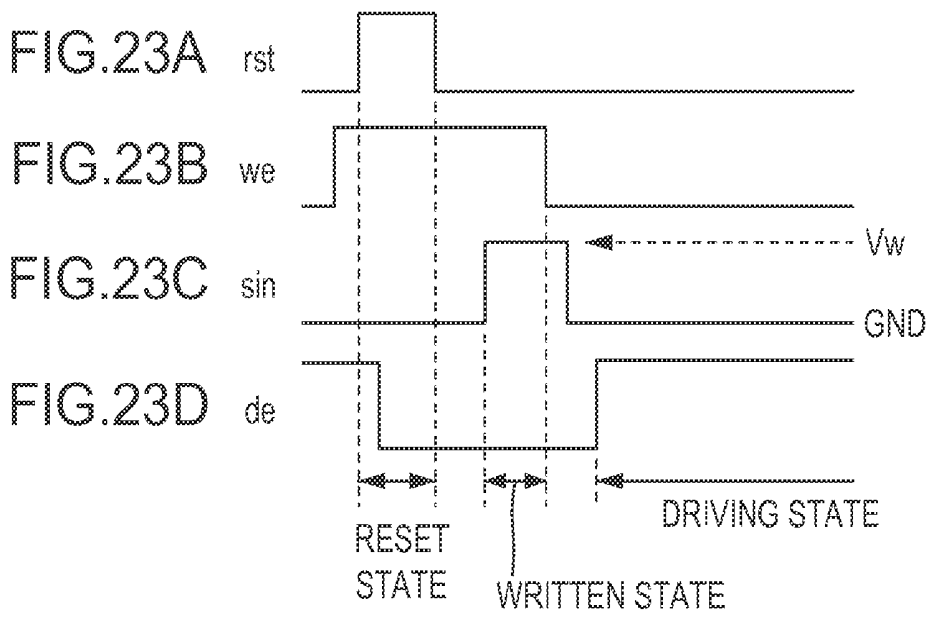 FIG.23A rst
FIG.23B we
Vw
FIG.23C sin
GND
FIG.23D de
DRIVING STATE
RESET
STATE
WRITTEN STATE